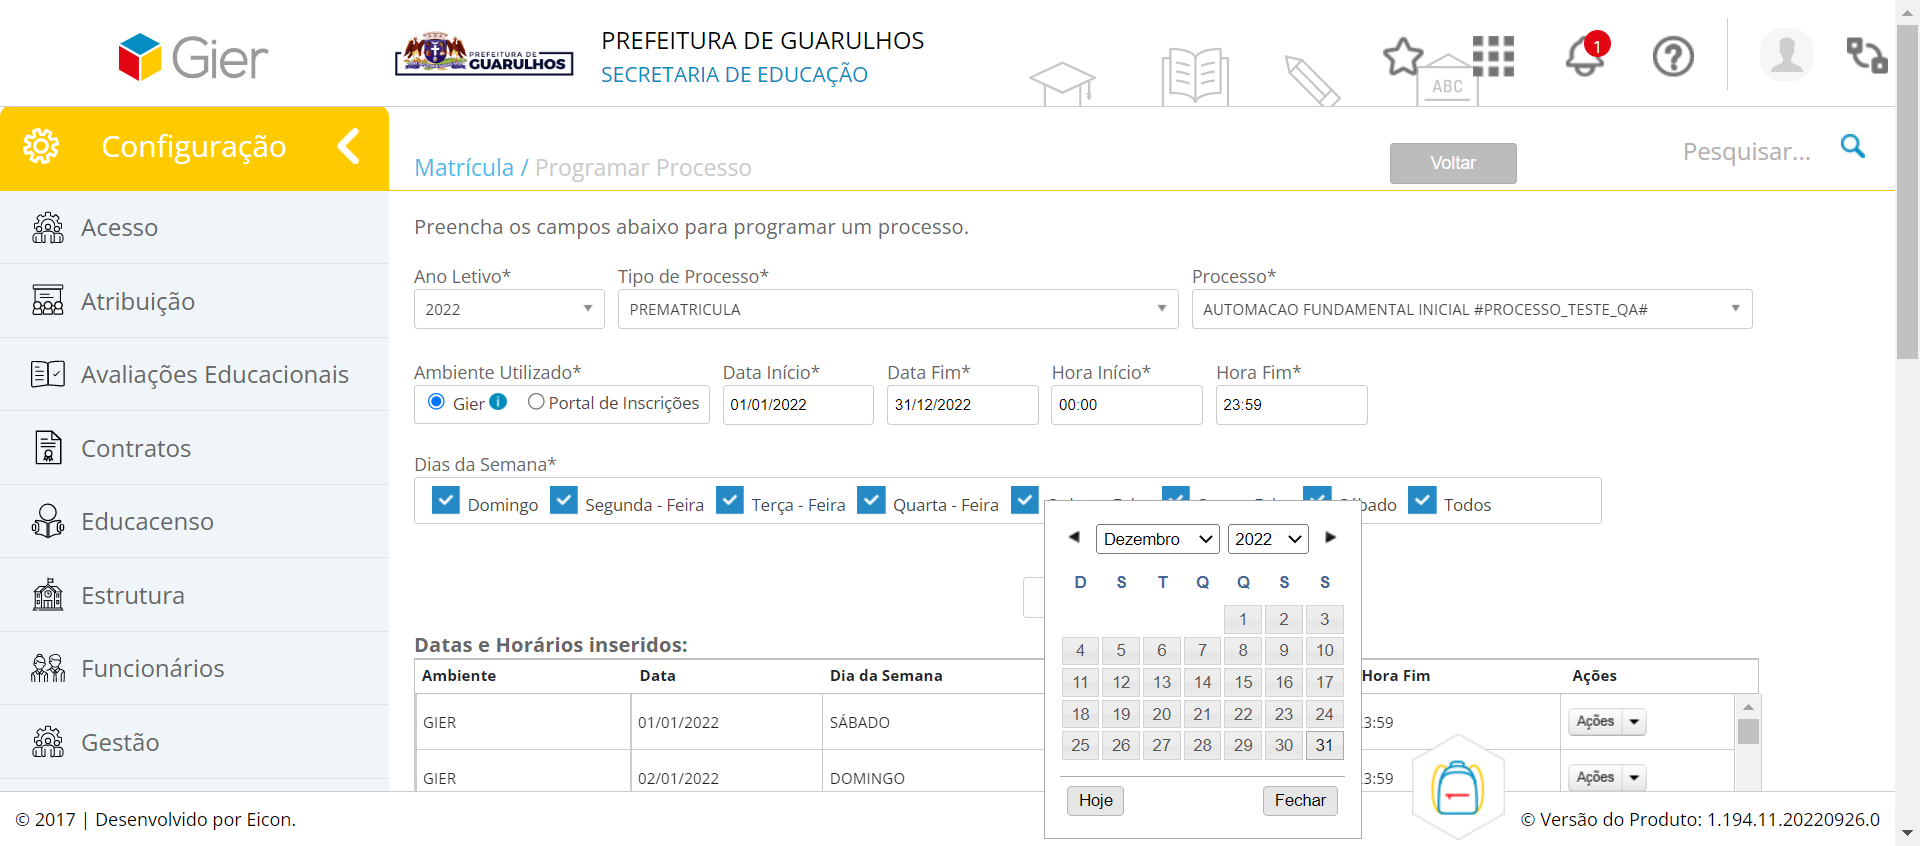 Gier
PREFEITURA DE
GUARULHOS
PREFEITURA DE GUARULHOS
SECRETARIA DE EDUCAÇÃO
ABC
1
Configuração
Matrícula / Programar Processo
Voltar
Pesquisar...
Acesso
Atribuição
Avaliações Educacionais
Contratos
Educacenso
Estrutura
Funcionários
Gestão
Preencha os campos abaixo para programar um processo.
Ano Letivo* Tipo de Processo* Processo*
2022 PREMATRICULA AUTOMACAO FUNDAMENTAL INICIAL #PROCESSO_TESTE_QA#
Ambiente Utilizado* Data Início* Data Fim* Hora Início* Hora Fim*
Gier Portal de Inscrições 01/01/2022 31/12/2022 00:00 23:59
Dias da Semana*
Domingo Segunda - Feira Terça - Feira Quarta - Feira bado Todos
Dezembro 2022
D S T Q Q S S
1 2 3
4 5 6 7 8 9 10
11 12 13 14 15 16 17
18 19 20 21 22 23 24
25 26 27 28 29 30 31
Hoje Fechar
Datas e Horários inseridos:
Ambiente Data Dia da Semana Hora Fim Ações
GIER 01/01/2022 SÁBADO 3:59 Ações
GIER 02/01/2022 DOMINGO 3:59 Ações
© 2017 | Desenvolvido por Eicon.
© Versão do Produto: 1.194.11.20220926.0